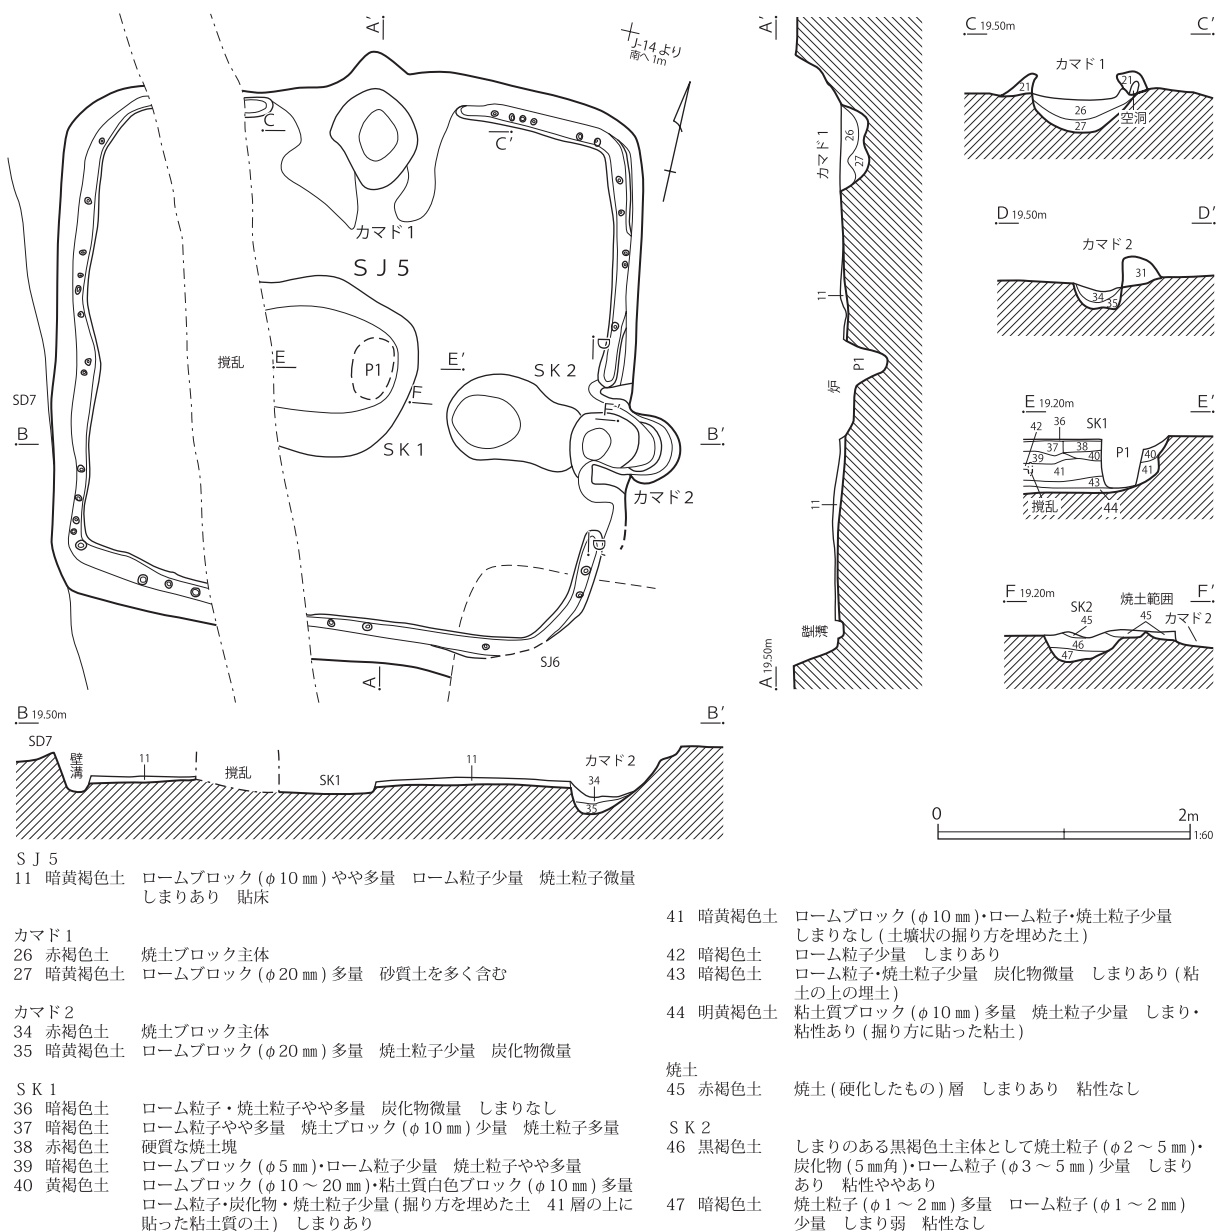 A′
J-14 より
南へ 1m
C
C′
カマド1
SJ5
撹乱
E
P1
E′
F
SK2
D′
F′
SD7
B
SK1
B′
カマド2
D
SJ6
A
A′
カマド1
26
27
11
P1
炉
11
壁溝
A 19.50m
C 19.50m
C′
カマド1
21
21
26
27
空洞
D 19.50m
D′
カマド2
31
34
35
E 19.20m
E′
SK1
42
36
37
38
39
40
41
43
P1
40
41
撹乱
44
F 19.20m
F′
SK2
45
焼土範囲
45
カマド2
46
47
B 19.50m
B′
SD7
壁溝
11
撹乱
SK1
11
カマド2
34
35
0
2m
1:60
SJ5
11 暗黄褐色土 ロームブロック (φ10㎜) やや多量 ローム粒子少量 焼土粒子微量
しまりあり 貼床
カマド1
26 赤褐色土 焼土ブロック主体
27 暗黄褐色土 ロームブロック (φ20㎜) 多量 砂質土を多く含む
カマド2
34 赤褐色土 焼土ブロック主体
35 暗黄褐色土 ロームブロック (φ20㎜) 多量 焼土粒子少量 炭化物微量
SK1
36 暗褐色土 ローム粒子・焼土粒子やや多量 炭化物微量 しまりなし
37 暗褐色土 ローム粒子やや多量 焼土ブロック (φ10㎜) 少量 焼土粒子多量
38 赤褐色土 硬質な焼土塊
39 暗褐色土 ロームブロック (φ5㎜)・ローム粒子少量 焼土粒子やや多量
40 黄褐色土 ロームブロック (φ10～20㎜)・粘土質白色ブロック (φ10㎜) 多量
ローム粒子・炭化物・焼土粒子少量 (掘り方を埋めた土 41層の上に
貼った粘土質の土) しまりあり
41 暗黄褐色土 ロームブロック (φ10㎜)・ローム粒子・焼土粒子少量
しまりなし (土壙状の掘り方を埋めた土)
42 暗褐色土 ローム粒子少量 しまりあり
43 暗褐色土 ローム粒子・焼土粒子少量 炭化物微量 しまりあり (粘
土の上の埋土)
44 明黄褐色土 粘土質ブロック (φ10㎜) 多量 焼土粒子少量 しまり・
粘性あり (掘り方に貼った粘土)
焼土
45 赤褐色土 焼土 (硬化したもの) 層 しまりあり 粘性なし
SK2
46 黒褐色土 しまりのある黒褐色土主体として焼土粒子 (φ2～5㎜)・
炭化物 (5㎜角)・ローム粒子 (φ3～5㎜) 少量 しまり
あり 粘性ややあり
47 暗褐色土 焼土粒子 (φ1～2㎜) 多量 ローム粒子 (φ1～2㎜)
少量 しまり弱 粘性なし